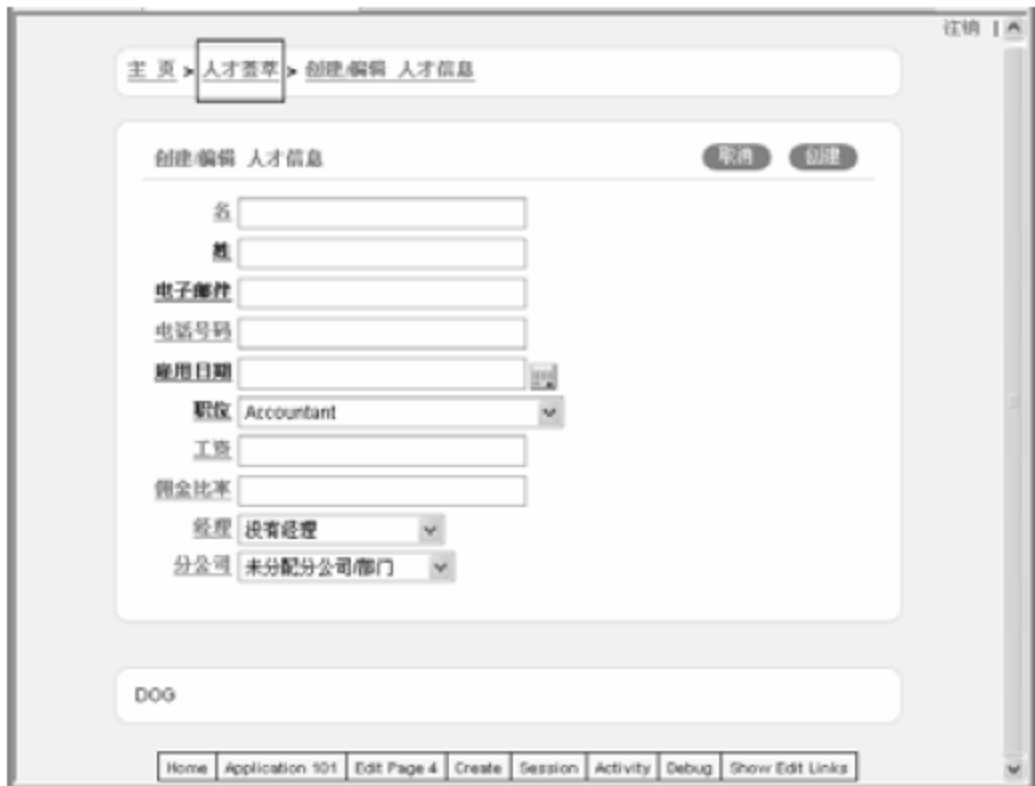 注销 |
主 页 > 人才荟萃 > 创建/编辑 人才信息
创建/编辑 人才信息 取消 创建
名
姓
电子邮件
电话号码
雇用日期
职位 Accountant
工资
佣金比率
经理 没有经理
分公司 未分配分公司/部门
DOG
Home Application 101 Edit Page 4 Create Session Activity Debug Show Edit Links